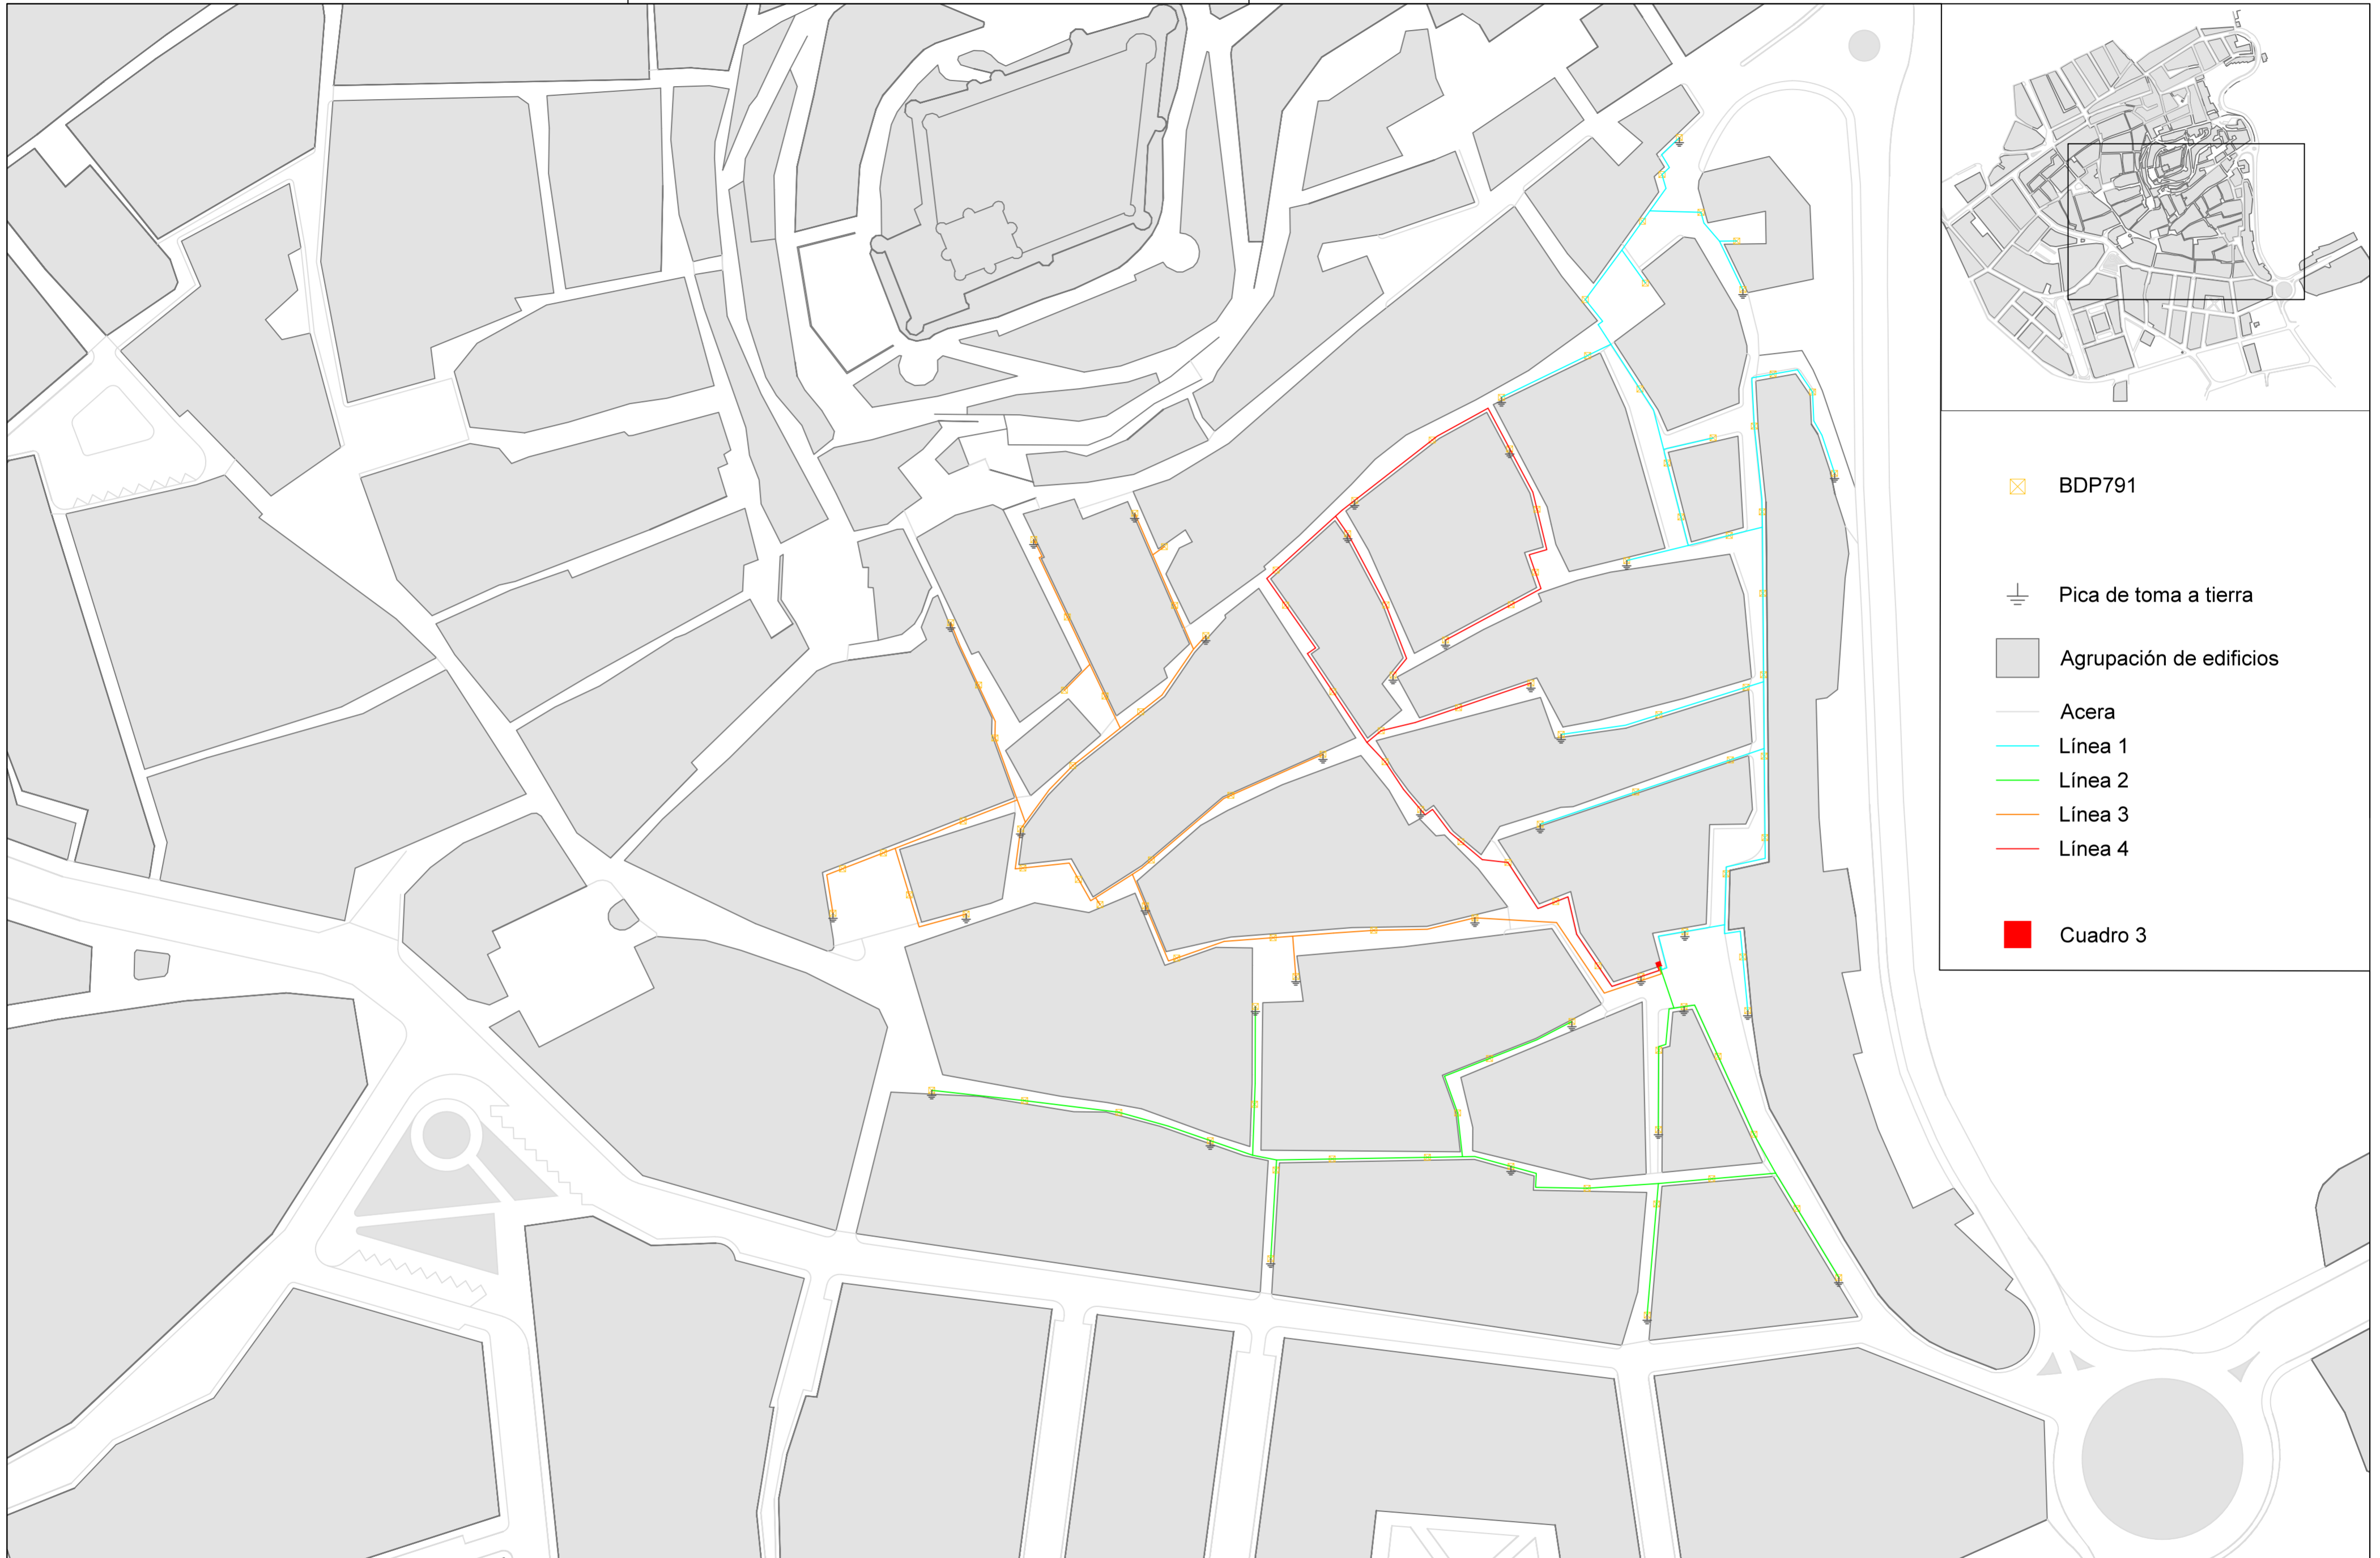 BDP791
Pica de toma a tierra
Agrupación de edificios
Acera
Línea 1
Línea 2
Línea 3
Línea 4
Cuadro 3